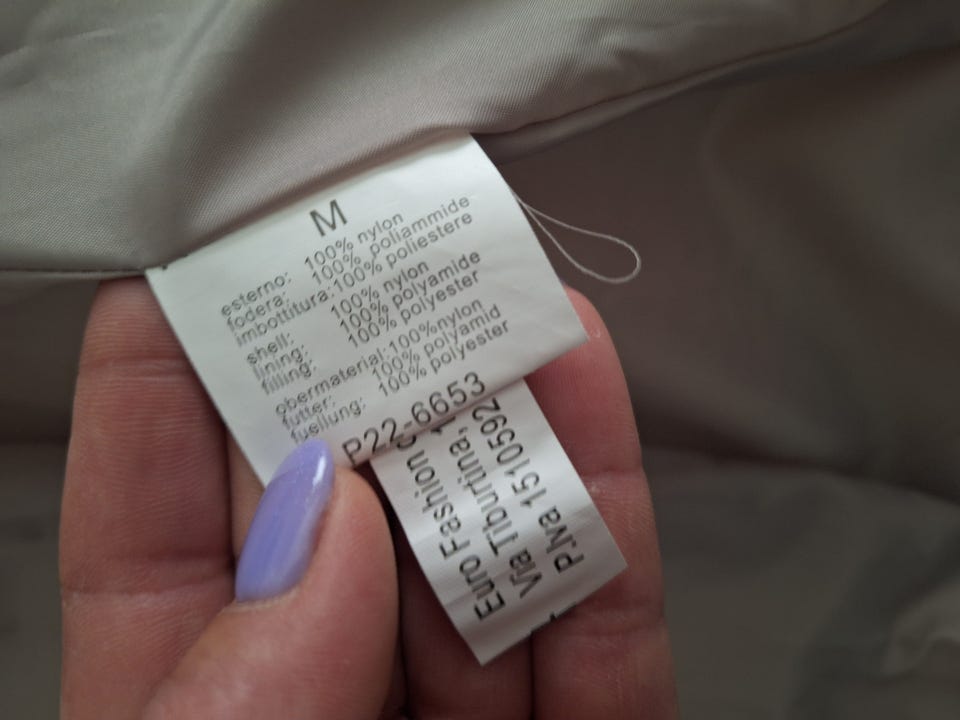 M
esterno: 100% nylon
fodera: 100% poliammide
imbottitura:100% poliestere
shell: 100% nylon
lining: 100% polyamide
filling: 100% polyester
obermaterial:100%nylon
futter: 100% polyamid
fuellung: 100% polyester
P22-6653
Euro Fashion
Via Tiburtina,
P.Iva 1510592